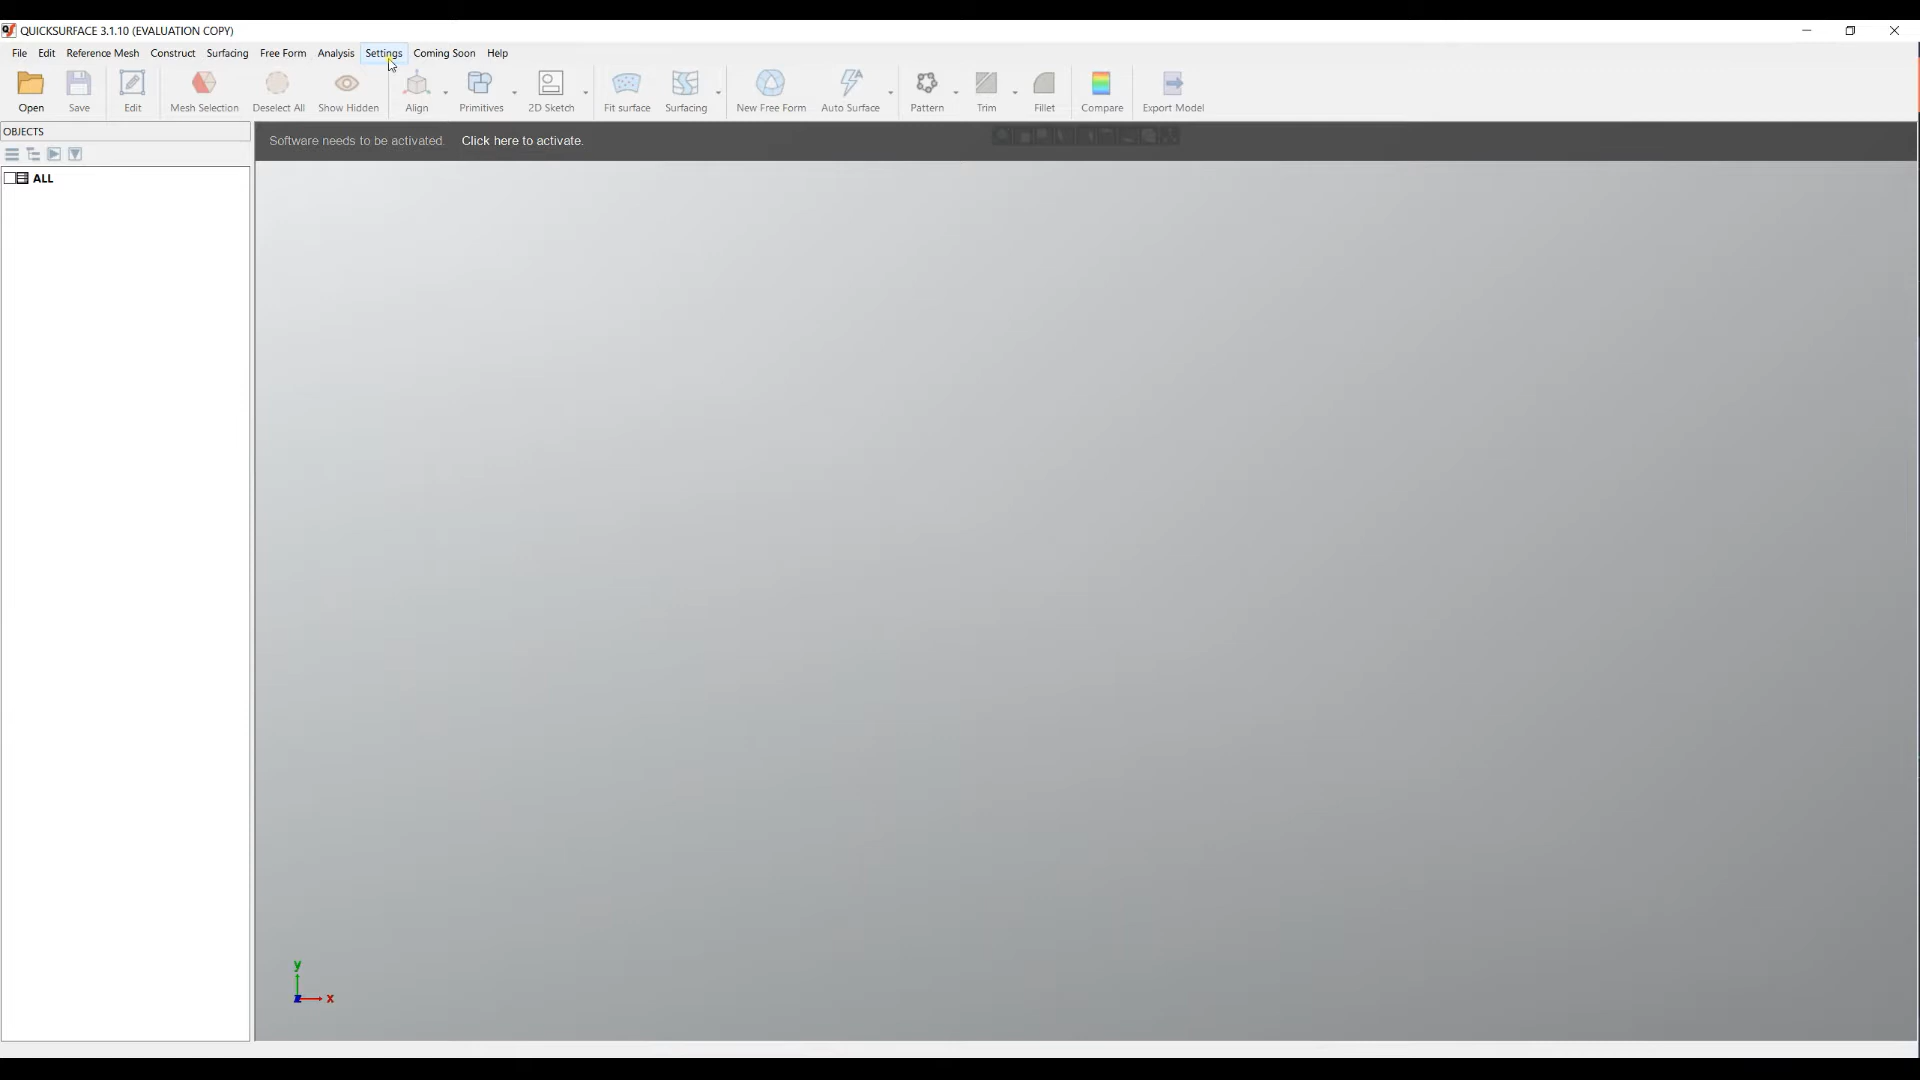 QUICKSURFACE 3.1.10 (EVALUATION COPY)
File Edit Reference Mesh Construct Surfacing Free Form Analysis Settings Coming Soon Help
Open Save Edit Mesh Selection Deselect All Show Hidden Align Primitives 2D Sketch Fit surface Surfacing New Free Form Auto Surface Pattern Trim Fillet Compare Export Model
OBJECTS
Software needs to be activated. Click here to activate.
ALL
y
z x